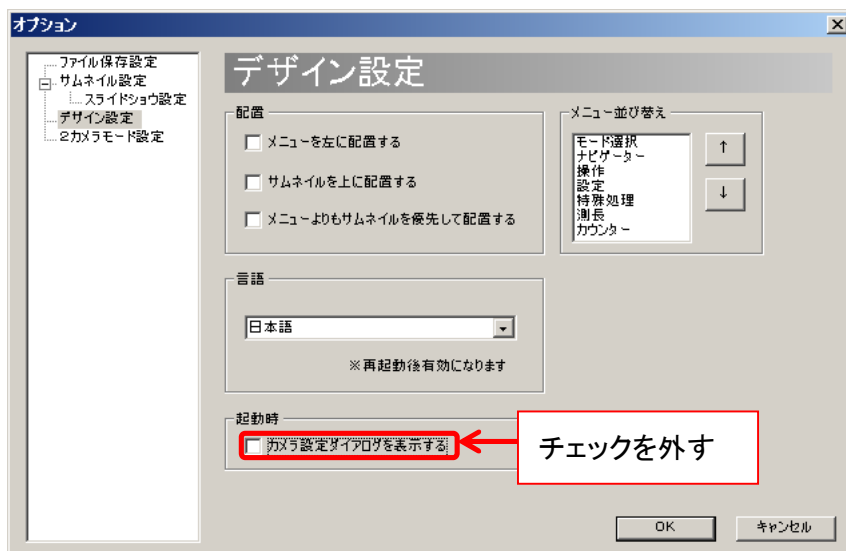 オプション
ファイル保存設定
サムネイル設定
スライドショウ設定
デザイン設定
2カメラモード設定
デザイン設定
配置
メニューを左に配置する
サムネイルを上に配置する
メニューよりもサムネイルを優先して配置する
メニュー並び替え
モード選択
ナビゲーター
操作
設定
特殊処理
測長
カウンター
↑
↓
言語
日本語
※再起動後有効になります
起動時
カメラ設定ダイアログを表示する
チェックを外す
OK
キャンセル